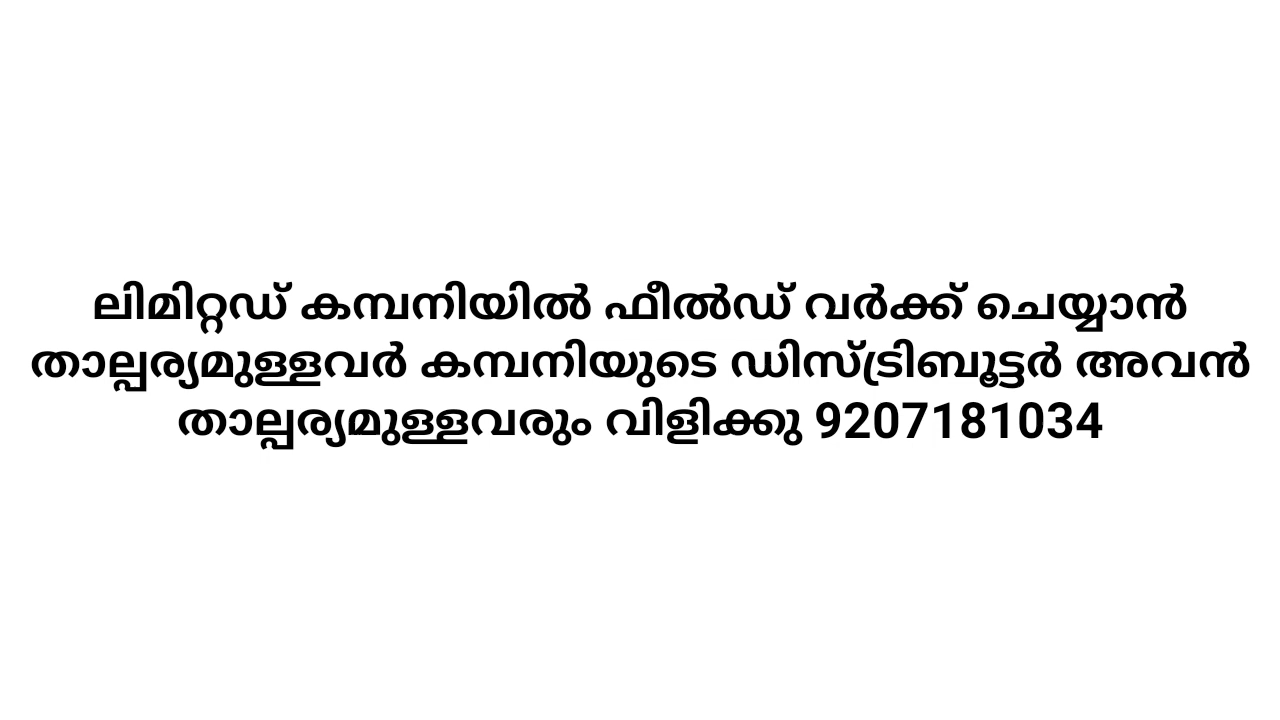 ലിമിറ്റഡ് കമ്പനിയിൽ ഫീൽഡ് വർക്ക് ചെയ്യാൻ
താല്പര്യമുള്ളവർ കമ്പനിയുടെ ഡിസ്ട്രിബൂട്ടർ അവൻ
താല്പര്യമുള്ളവരും വിളിക്കു 9207181034